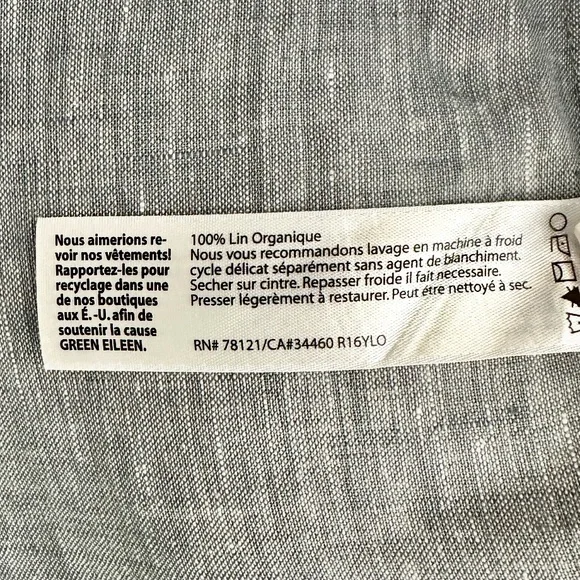 Nous aimerions re-
voir nos vêtements!
Rapportez-les pour
recyclage dans une
de nos boutiques
aux É.-U. afin de
soutenir la cause
GREEN EILEEN.
100% Lin Organique
Nous vous recommandons lavage en machine à froid
cycle délicat séparément sans agent de blanchiment.
Secher sur cintre. Repasser froide il fait necessaire.
Presser légèrement à restaurer. Peut être nettoyé à sec.
RN# 78121/CA#34460 R16YLO